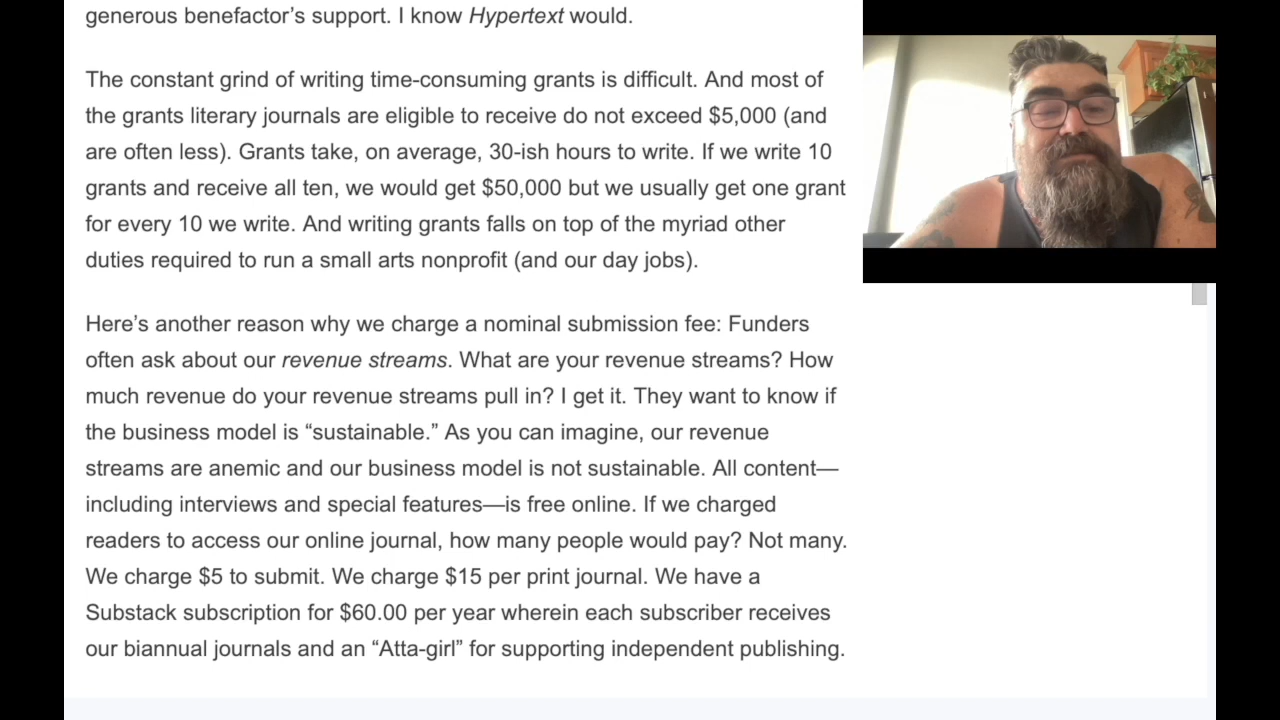 generous benefactor’s support. I know Hypertext would.
The constant grind of writing time-consuming grants is difficult. And most of
the grants literary journals are eligible to receive do not exceed $5,000 (and
are often less). Grants take, on average, 30-ish hours to write. If we write 10
grants and receive all ten, we would get $50,000 but we usually get one grant
for every 10 we write. And writing grants falls on top of the myriad other
duties required to run a small arts nonprofit (and our day jobs).
Here’s another reason why we charge a nominal submission fee: Funders
often ask about our revenue streams. What are your revenue streams? How
much revenue do your revenue streams pull in? I get it. They want to know if
the business model is “sustainable.” As you can imagine, our revenue
streams are anemic and our business model is not sustainable. All content—
including interviews and special features—is free online. If we charged
readers to access our online journal, how many people would pay? Not many.
We charge $5 to submit. We charge $15 per print journal. We have a
Substack subscription for $60.00 per year wherein each subscriber receives
our biannual journals and an “Atta-girl” for supporting independent publishing.